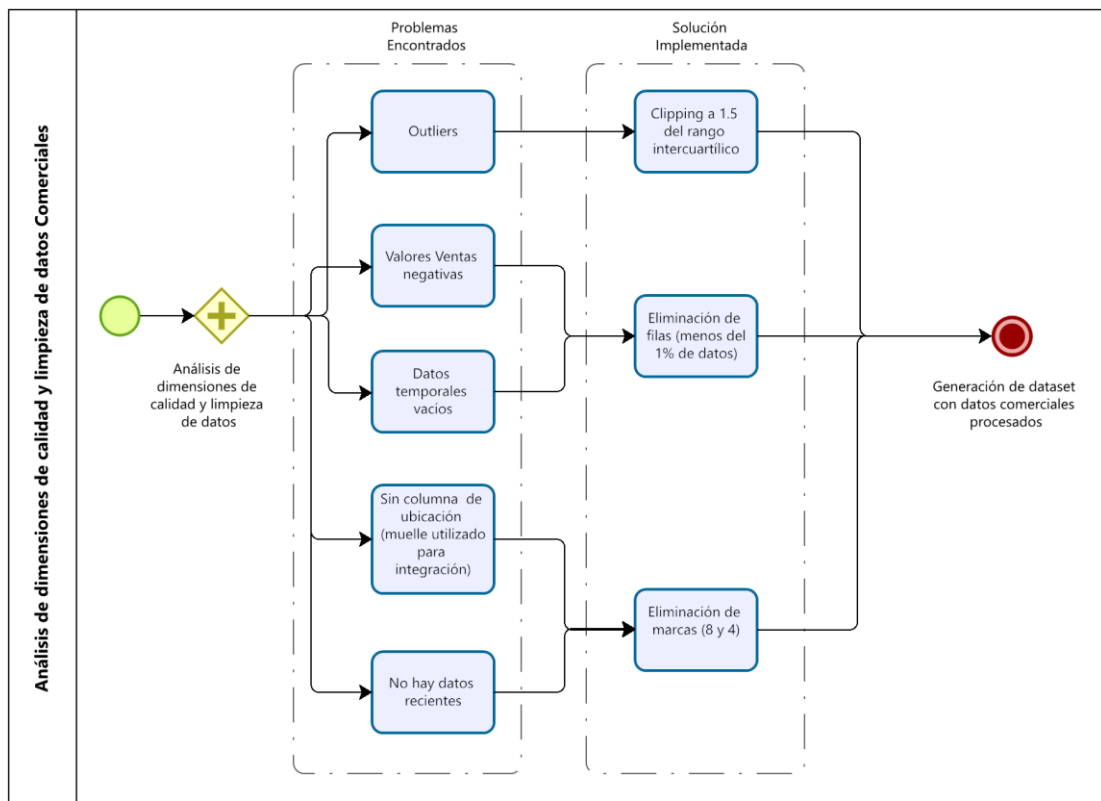 Análisis de dimensiones de calidad y limpieza de datos Comerciales
Problemas
Encontrados
Solución
Implementada
Outliers
Clipping a 1.5
del rango
intercuartílico
Valores Ventas
negativas
Eliminación de
filas (menos del
1% de datos)
Datos
temporales
vacíos
Análisis de
dimensiones de
calidad y limpieza
de datos
Generación de dataset
con datos comerciales
procesados
Sin columna de
ubicación
(muelle utilizado
para
integración)
Eliminación de
marcas (8 y 4)
No hay datos
recientes